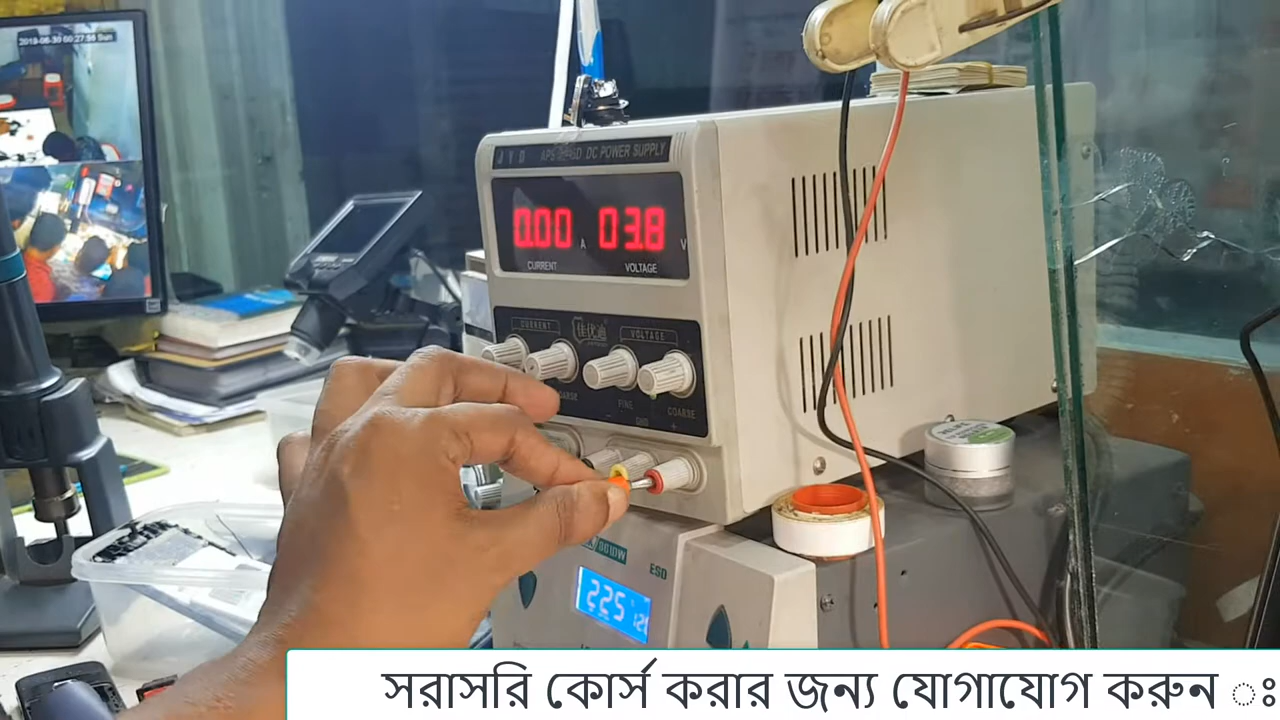 2019-06-30 00:27:56 Sun
J Y D DC POWER SUPPLY
0.00 A 03.8 V
CURRENT VOLTAGE
CURRENT VOLTAGE
FINE COARSE
ESD
225
সরাসরি কোর্স করার জন্য যোগাযোগ করুন ঃ